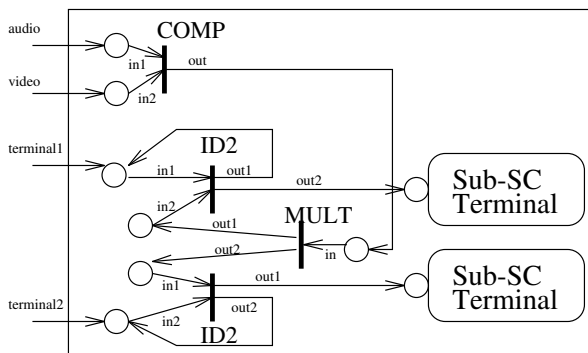 audio
COMP
in1
out
video
in2
terminal1
ID2
in1
out1
out2
Sub-SC
Terminal
in2
MULT
out1
out2
in
in1
out1
Sub-SC
Terminal
terminal2
in2
out2
ID2